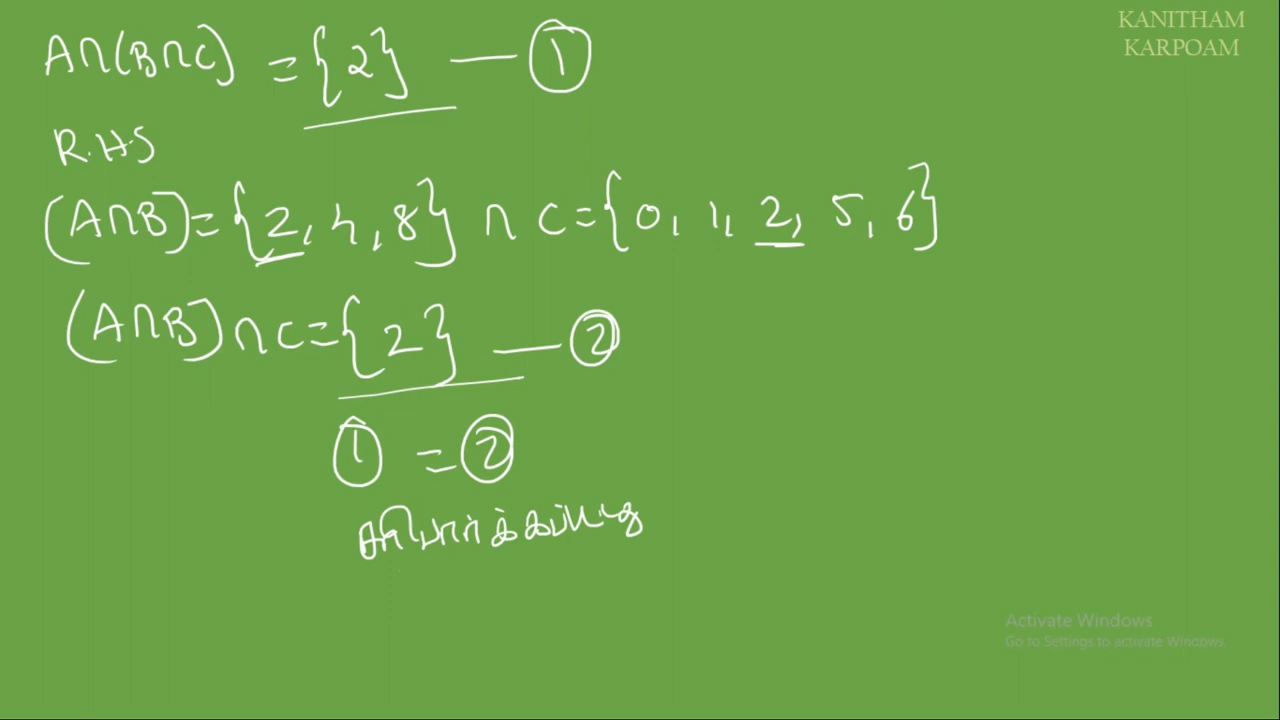 KANITHAM
KARPOAM
A∩(B∩C) = {2} — ①
R.H.S
(A∩B) = {2, 4, 8} ∩ C = {0, 1, 2, 5, 6}
(A∩B)∩C = {2} — ②
① = ②
சரிபார்க்கப்பட்டது
Activate Windows
Go to Settings to activate Windows.